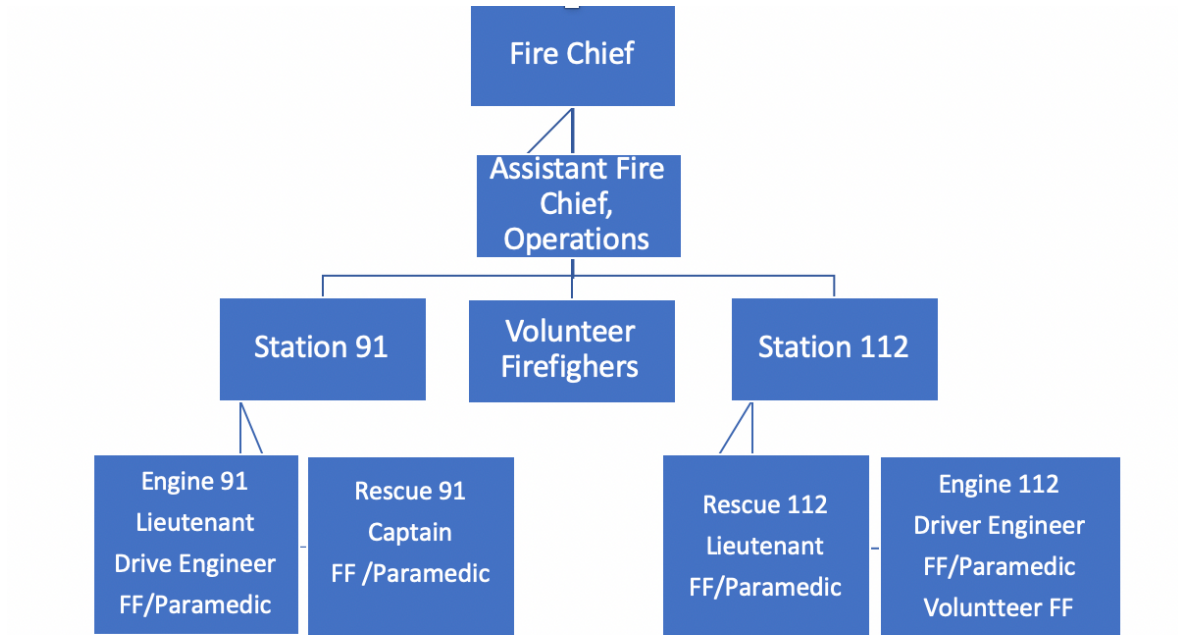 Fire Chief
Assistant Fire
Chief,
Operations
Station 91
Volunteer
Firefighers
Station 112
Engine 91
Lieutenant
Drive Engineer
FF/Paramedic
Rescue 91
Captain
FF /Paramedic
Rescue 112
Lieutenant
FF/Paramedic
Engine 112
Driver Engineer
FF/Paramedic
Voluntteer FF